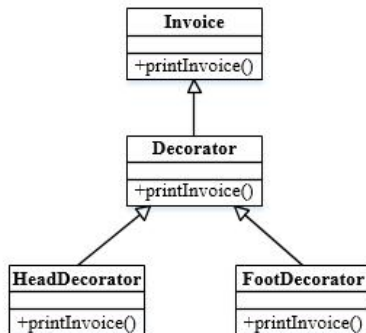 Invoice
+printInvoice()
Decorator
+printInvoice()
HeadDecorator
FootDecorator
+printInvoice()
+printInvoice()